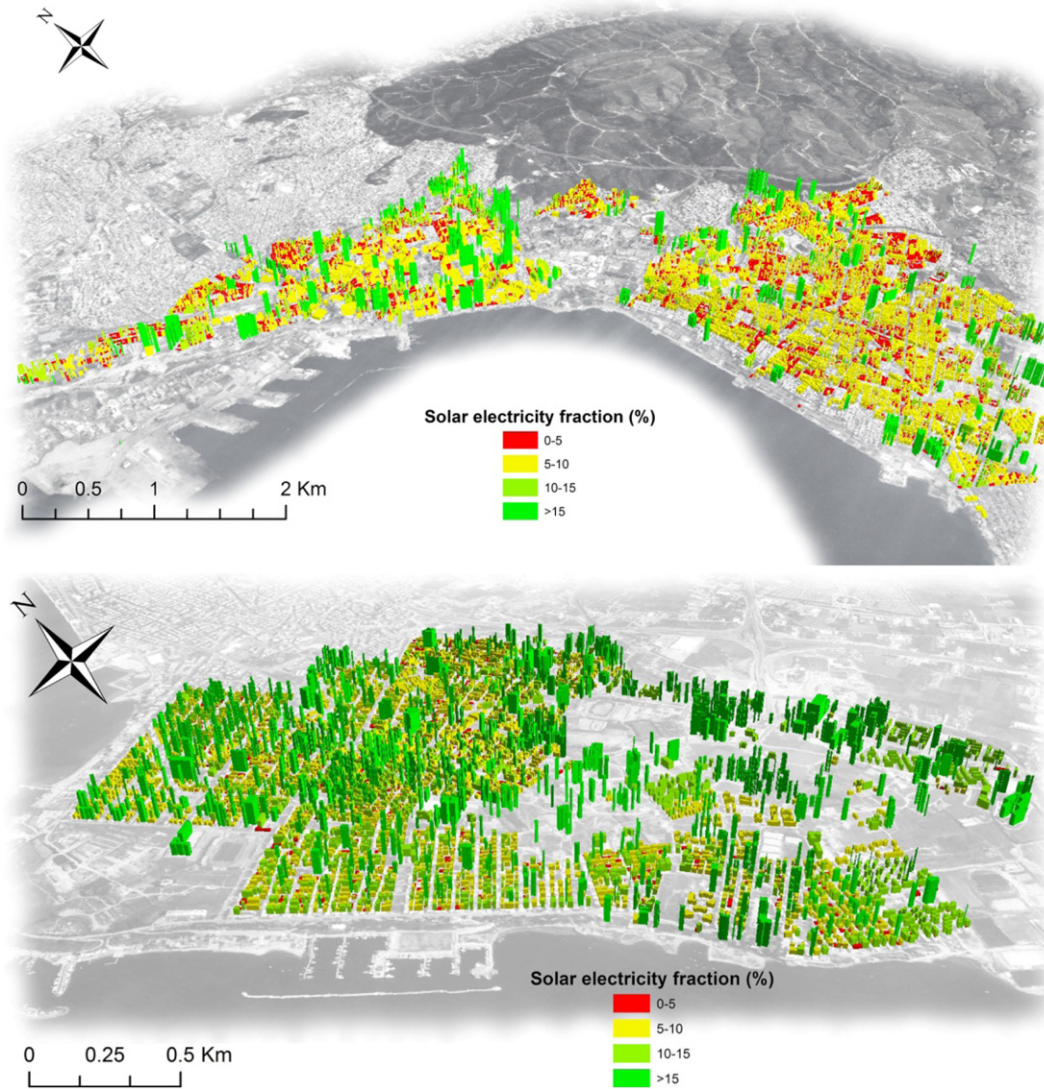 N
Solar electricity fraction (%)
0-5
5-10
10-15
>15
0 0.5 1 2 Km
N
Solar electricity fraction (%)
0-5
5-10
10-15
>15
0 0.25 0.5 Km